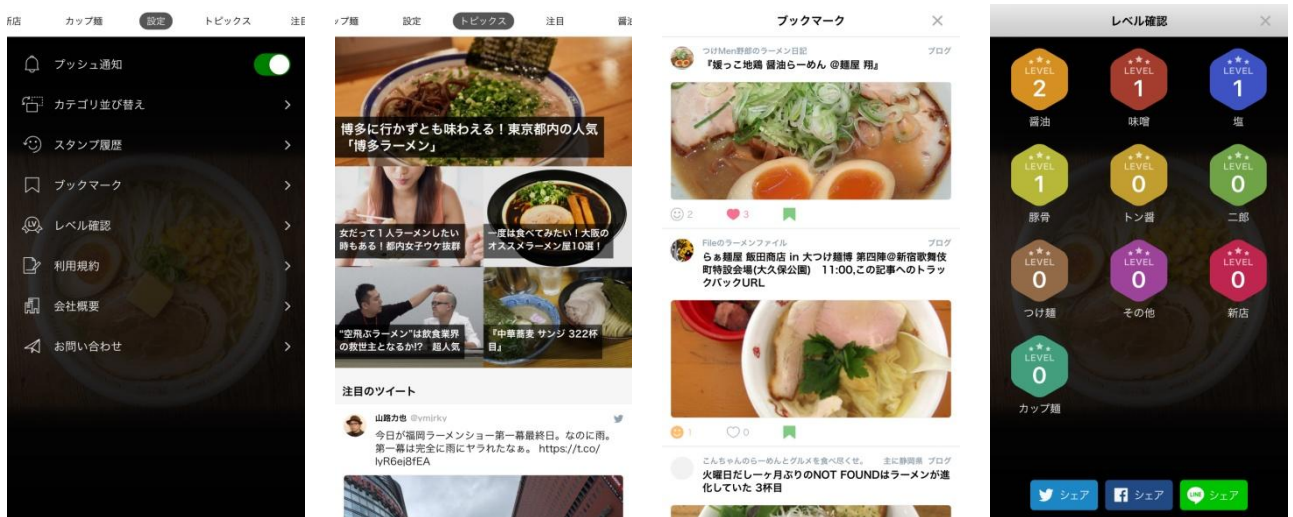 新店 カップ麺 設定 トピックス 注目
プッシュ通知
カテゴリ並び替え
スタンプ履歴
ブックマーク
LV.
レベル確認
利用規約
会社概要
お問い合わせ
ップ麺 設定 トピックス 注目 醤油
博多に行かずとも味わえる!東京都内の人気
「博多ラーメン」
女だって1人ラーメンしたい
時もある!都内女子ウケ抜群
一度は食べてみたい!大阪の
オススメラーメン屋10選!
“空飛ぶラーメン”は飲食業界
の救世主となるか!? 超人気
『中華蕎麦 サンジ 322杯
目』
注目のツイート
山路力也 @vmirky
今日が福岡ラーメンショー第一幕最終日。なのに雨。
第一幕は完全に雨にヤラれたなぁ。 https://t.co/
lyR6ej8fEA
ブックマーク
つけMen野郎のラーメン日記 ブログ
『媛っこ地鶏 醤油らーめん @麺屋 翔』
2 3
Fileのラーメンファイル ブログ
らぁ麺屋 飯田商店 in 大つけ麺博 第四陣@新宿歌舞伎
町特設会場(大久保公園) 11:00,この記事へのトラッ
クバックURL
1 0
こんちゃんのらーめんとグルメを食べ尽くせ。 主に静岡県 ブログ
火曜日だし一ヶ月ぶりのNOT FOUNDはラーメンが進
化していた 3杯目
レベル確認
LEVEL LEVEL LEVEL
2 1 1
醤油 味噌 塩
LEVEL LEVEL LEVEL
1 0 0
豚骨 トン醤 二郎
LEVEL LEVEL LEVEL
0 0 0
つけ麺 その他 新店
LEVEL
0
カップ麺
シェア シェア LINE シェア